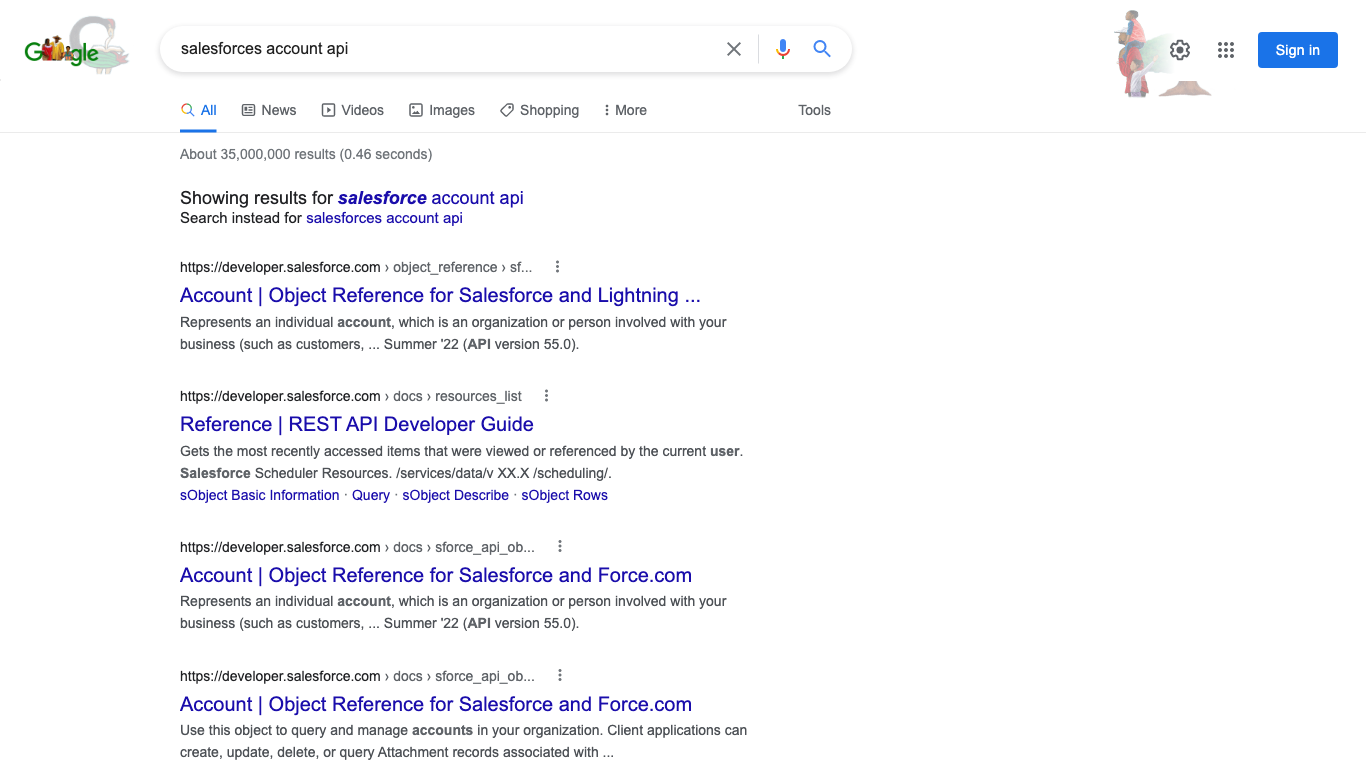 Google
salesforces account api
Sign in
All News Videos Images Shopping More Tools
About 35,000,000 results (0.46 seconds)
Showing results for salesforce account api
Search instead for salesforces account api
https://developer.salesforce.com › object_reference › sf...
Account | Object Reference for Salesforce and Lightning ...
Represents an individual account, which is an organization or person involved with your
business (such as customers, ... Summer '22 (API version 55.0).
https://developer.salesforce.com › docs › resources_list
Reference | REST API Developer Guide
Gets the most recently accessed items that were viewed or referenced by the current user.
Salesforce Scheduler Resources. /services/data/v XX.X /scheduling/.
sObject Basic Information · Query · sObject Describe · sObject Rows
https://developer.salesforce.com › docs › sforce_api_ob...
Account | Object Reference for Salesforce and Force.com
Represents an individual account, which is an organization or person involved with your
business (such as customers, ... Summer '22 (API version 55.0).
https://developer.salesforce.com › docs › sforce_api_ob...
Account | Object Reference for Salesforce and Force.com
Use this object to query and manage accounts in your organization. Client applications can
create, update, delete, or query Attachment records associated with ...